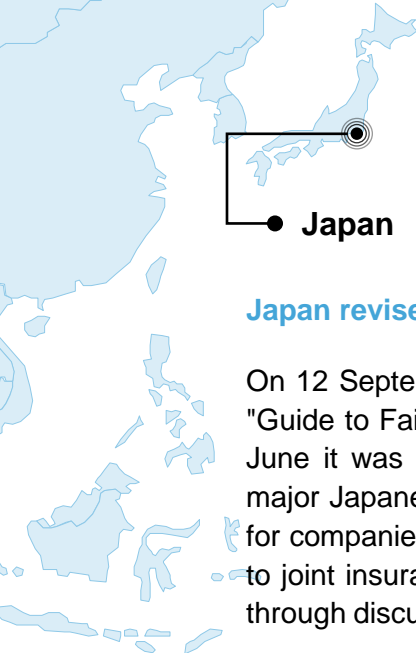 Japan
Japan revise
On 12 Septe
"Guide to Fai
June it was
major Japane
for companie
to joint insura
through discu